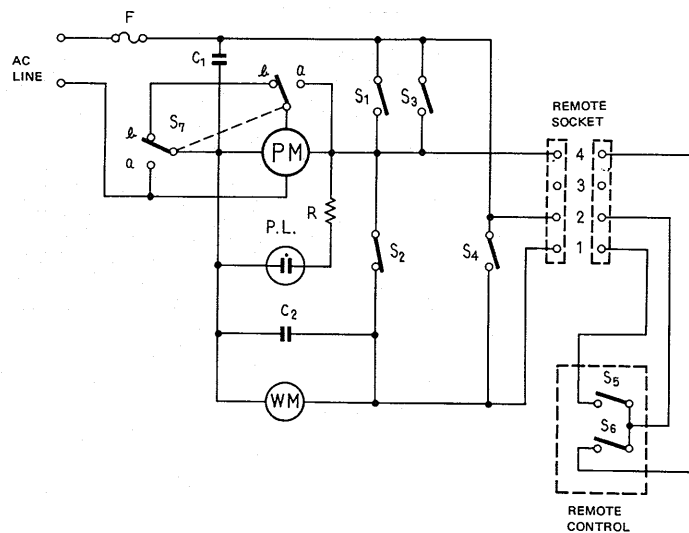 F
AC
LINE
C1
b
a
S7
b
a
PM
S1
S3
REMOTE
SOCKET
4
3
2
1
R
P.L.
S2
S4
C2
WM
S5
S6
REMOTE
CONTROL